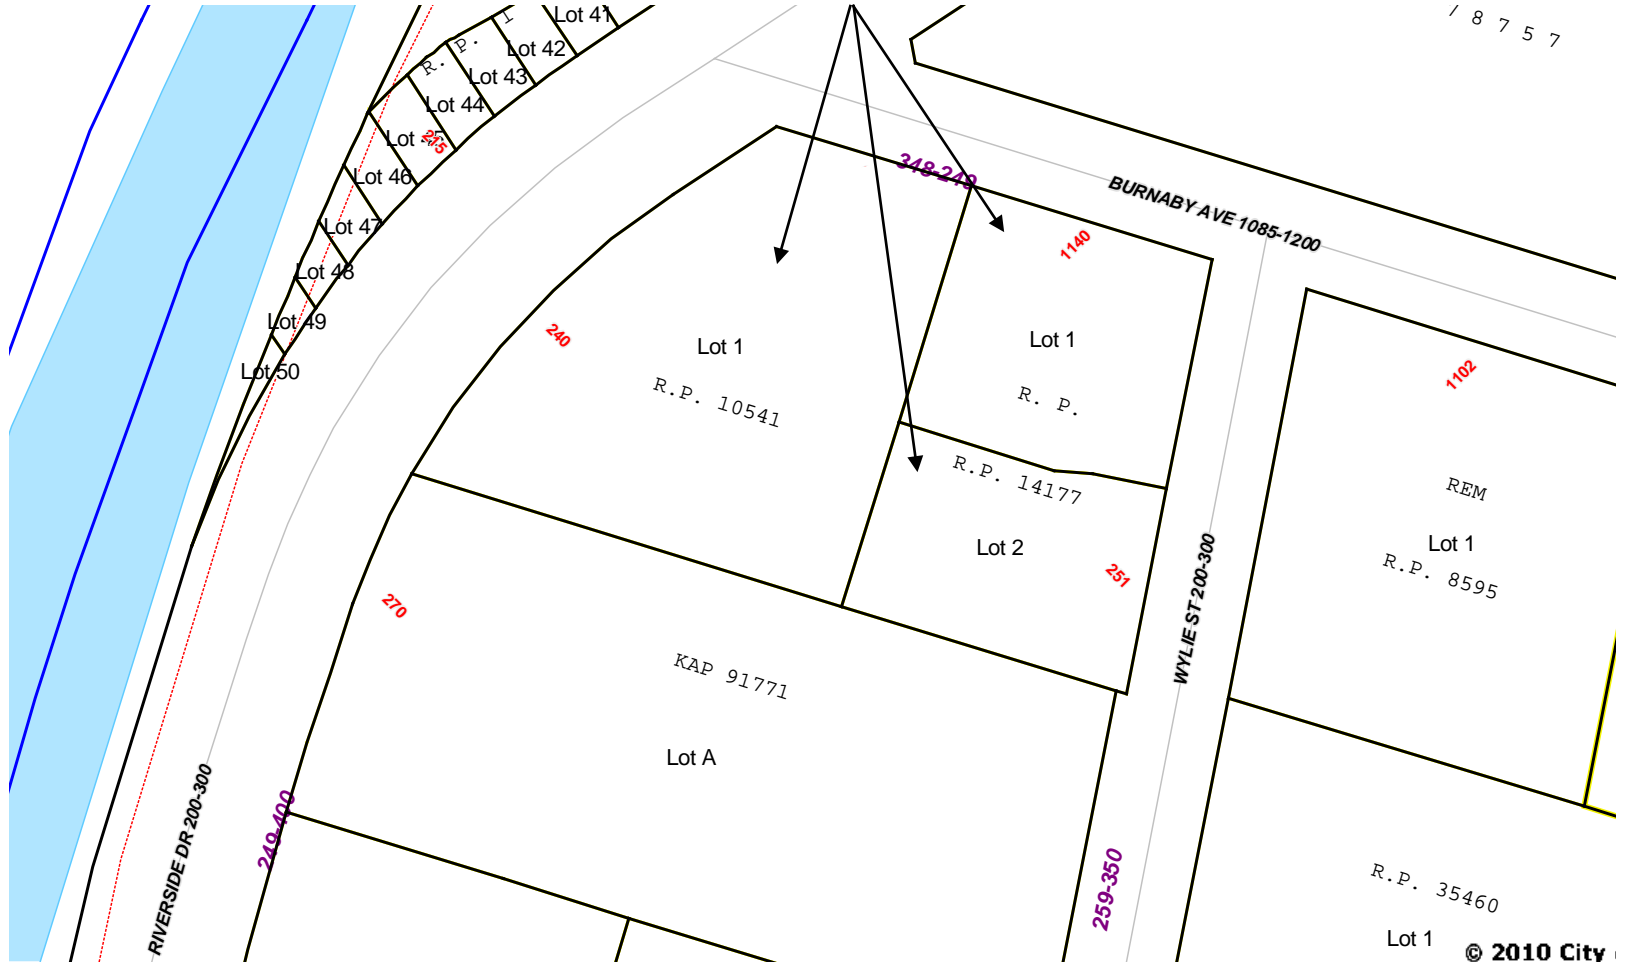 Lot 41
7 8 7 5 7
Lot 42
R. P. 1
Lot 43
Lot 44
Lot
215
348-249
Lot 46
BURNABY AVE 1085-1200
Lot 47
1140
Lot 48
Lot 49
240
Lot 1
Lot 1
Lot 50
1102
R.P. 10541
R. P.
R.P. 14177
REM
Lot 2
Lot 1
251
R.P. 8595
270
WYLIE ST 200-300
KAP 91771
Lot A
249-400
RIVERSIDE DR 200-300
259-350
R.P. 35460
Lot 1
© 2010 City